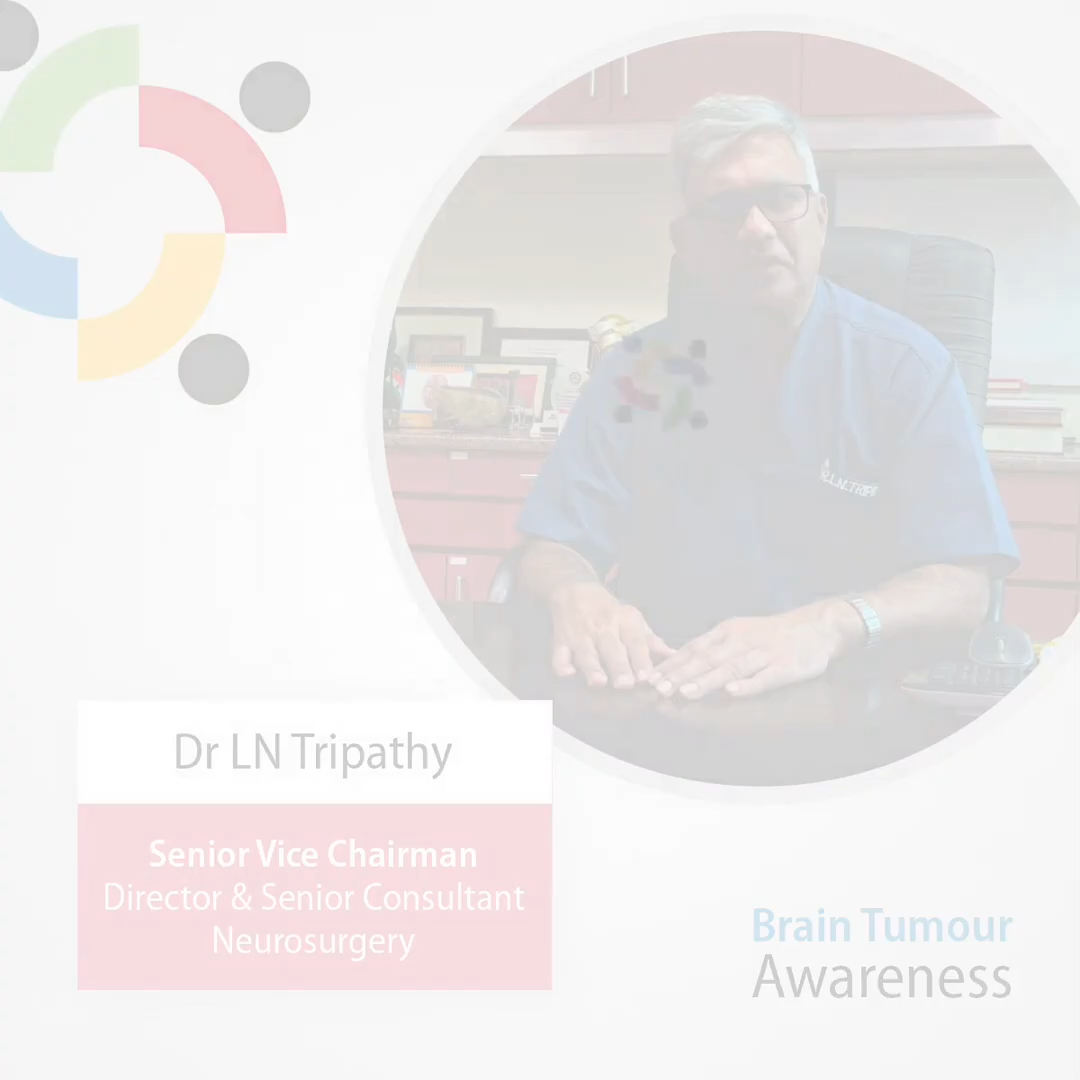 Dr LN Tripathy
Senior Vice Chairman
Director & Senior Consultant
Neurosurgery
Brain Tumour
Awareness